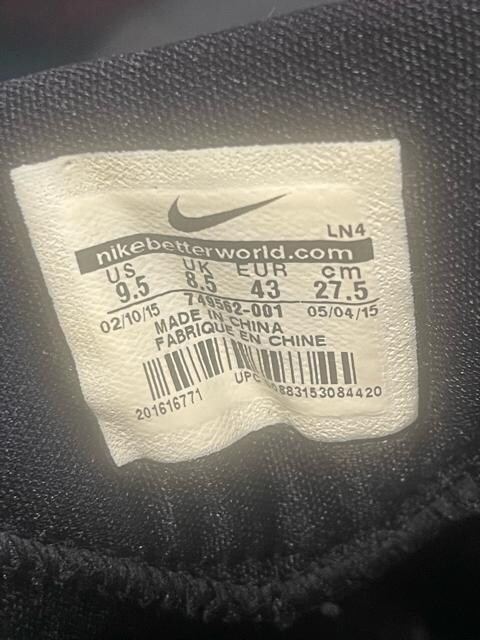 LN4
nikebetterworld.com
US UK EUR cm
9.5 8.5 43 27.5
749562-001
02/10/15 05/04/15
MADE IN CHINA
FABRIQUE EN CHINE
201616771
UPC 00883153084420